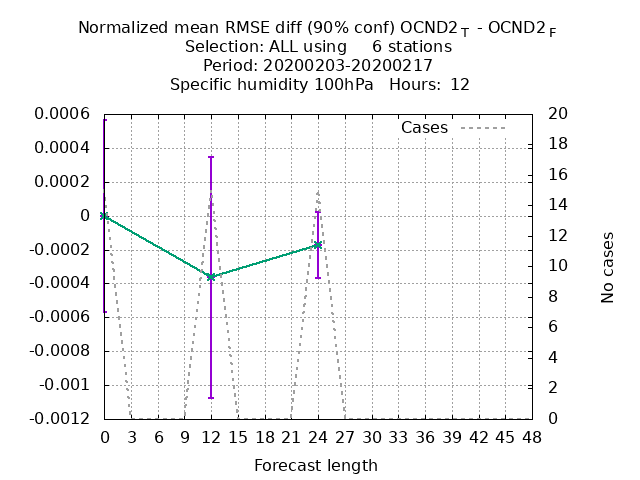 Normalized mean RMSE diff (90% conf) OCND2 T - OCND2 F
Selection: ALL using 6 stations
Period: 20200203-20200217
Specific humidity 100hPa Hours: 12
Cases
0.0006
0.0004
0.0002
0
-0.0002
-0.0004
-0.0006
-0.0008
-0.001
-0.0012
20
18
16
14
12
10
8
6
4
2
0
No cases
0 3 6 9 12 15 18 21 24 27 30 33 36 39 42 45 48
Forecast length